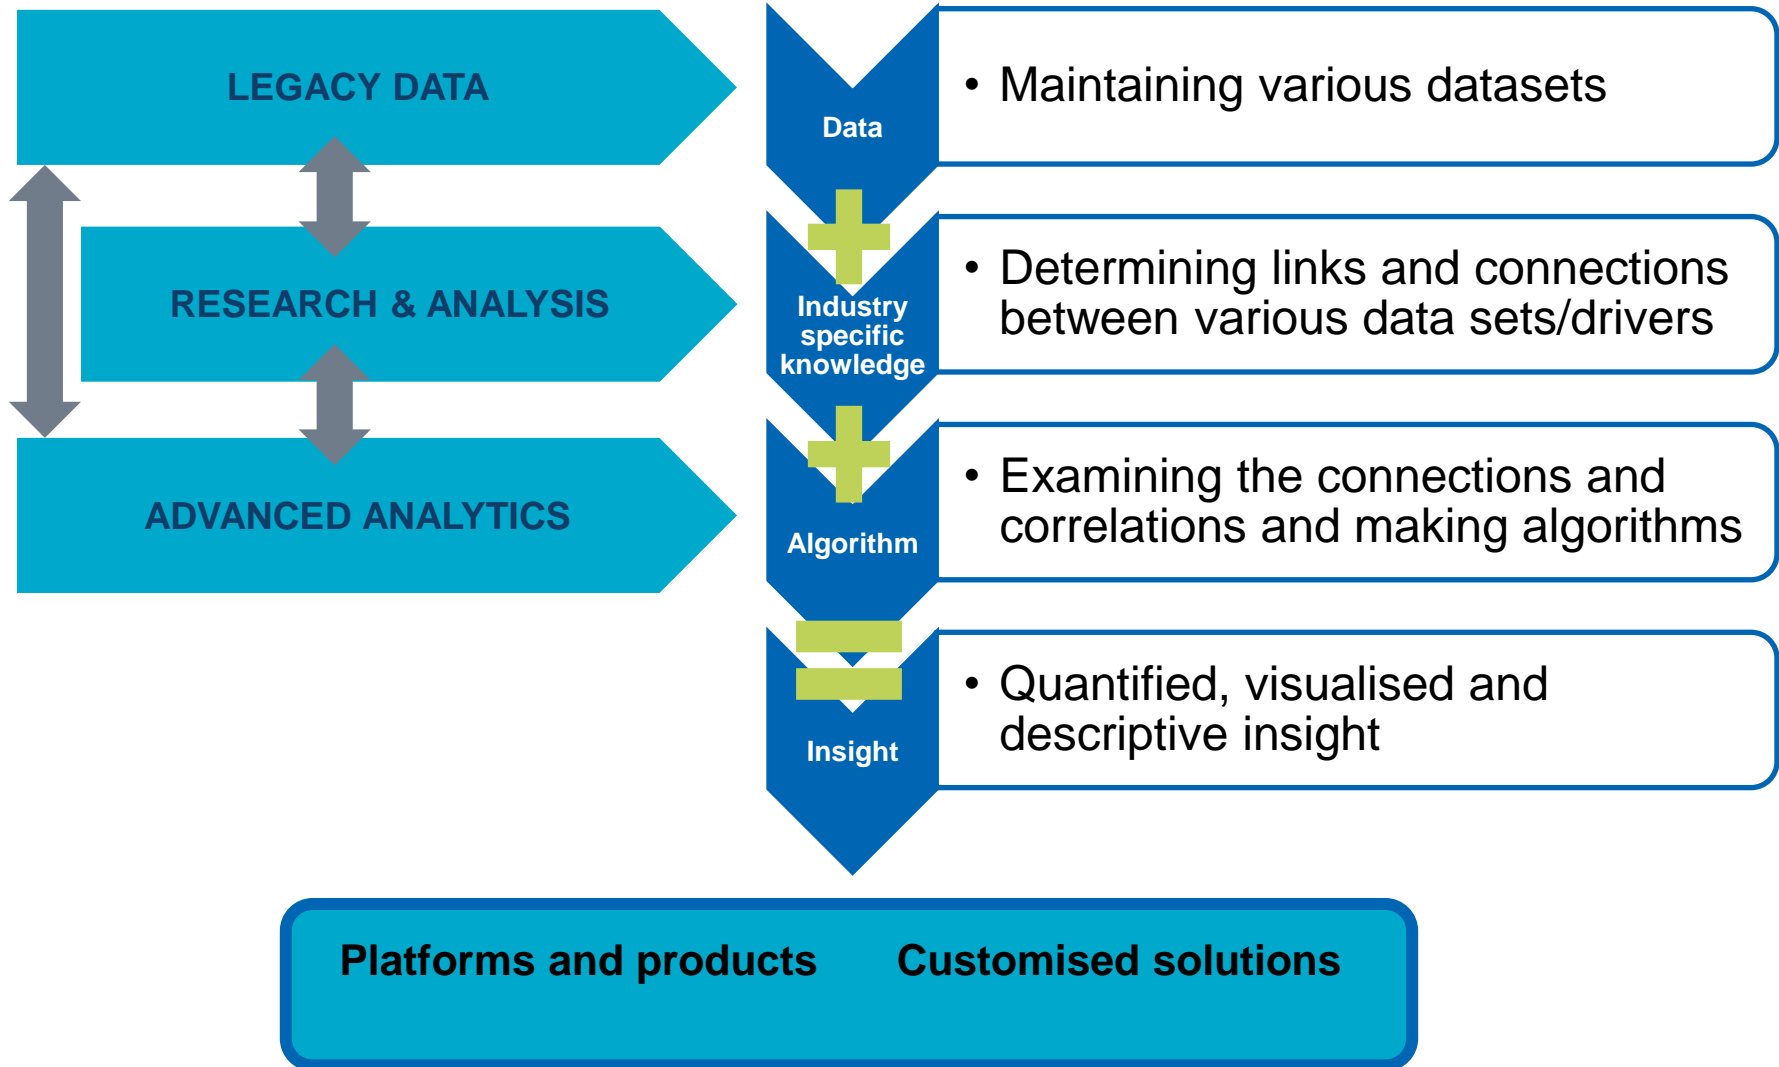 LEGACY DATA
Data
• Maintaining various datasets
RESEARCH & ANALYSIS
Industry
specific
knowledge
• Determining links and connections
between various data sets/drivers
ADVANCED ANALYTICS
Algorithm
• Examining the connections and
correlations and making algorithms
Insight
• Quantified, visualised and
descriptive insight
Platforms and products
Customised solutions